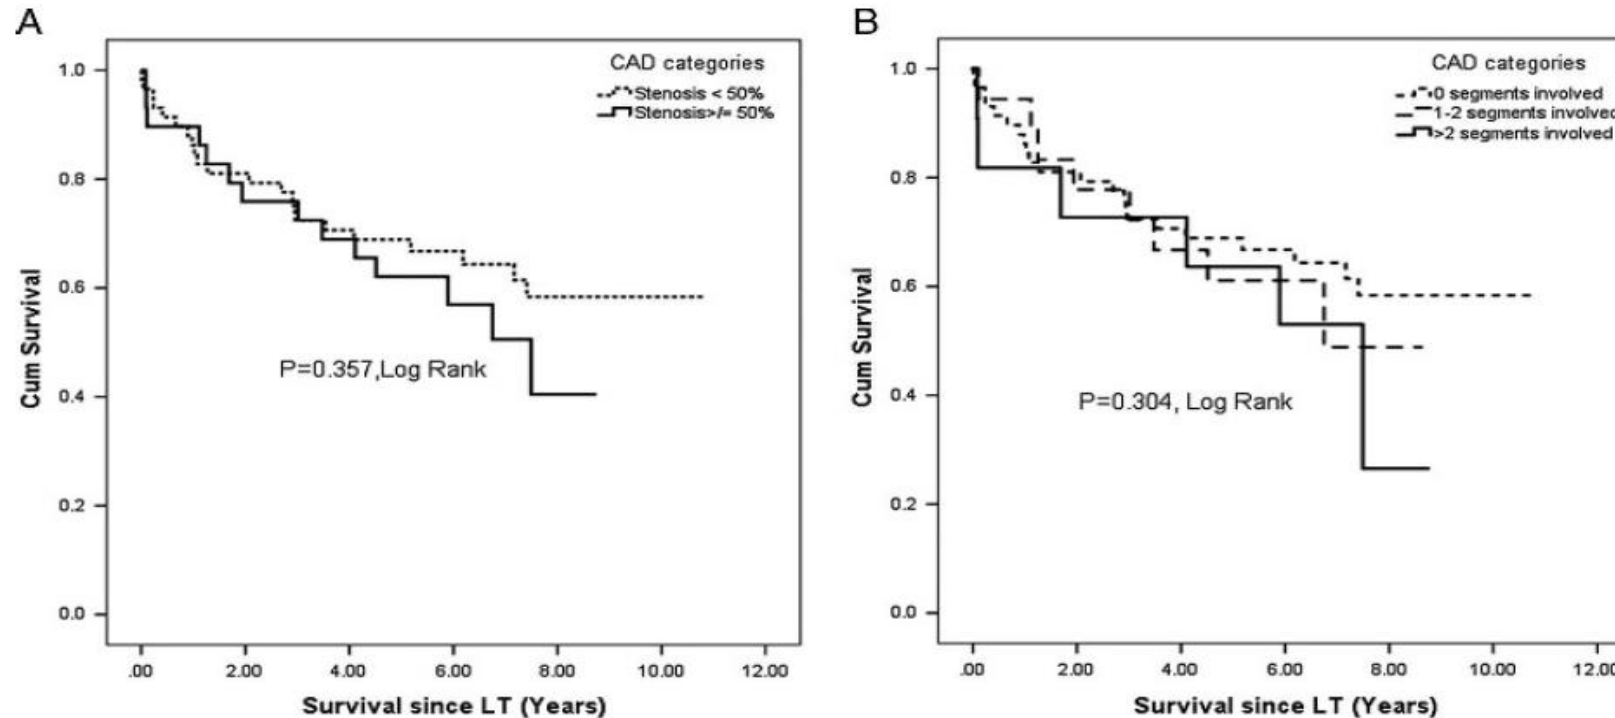 A
CAD categories
Stenosis < 50%
Stenosis>/= 50%
1.0
0.8
0.6
0.4
0.2
0.0
Cum Survival
P=0.357,Log Rank
.00 2.00 4.00 6.00 8.00 10.00 12.00
Survival since LT (Years)
B
CAD categories
0 segments involved
1-2 segments involved
>2 segments involved
1.0
0.8
0.6
0.4
0.2
0.0
Cum Survival
P=0.304, Log Rank
.00 2.00 4.00 6.00 8.00 10.00 12.00
Survival since LT (Years)